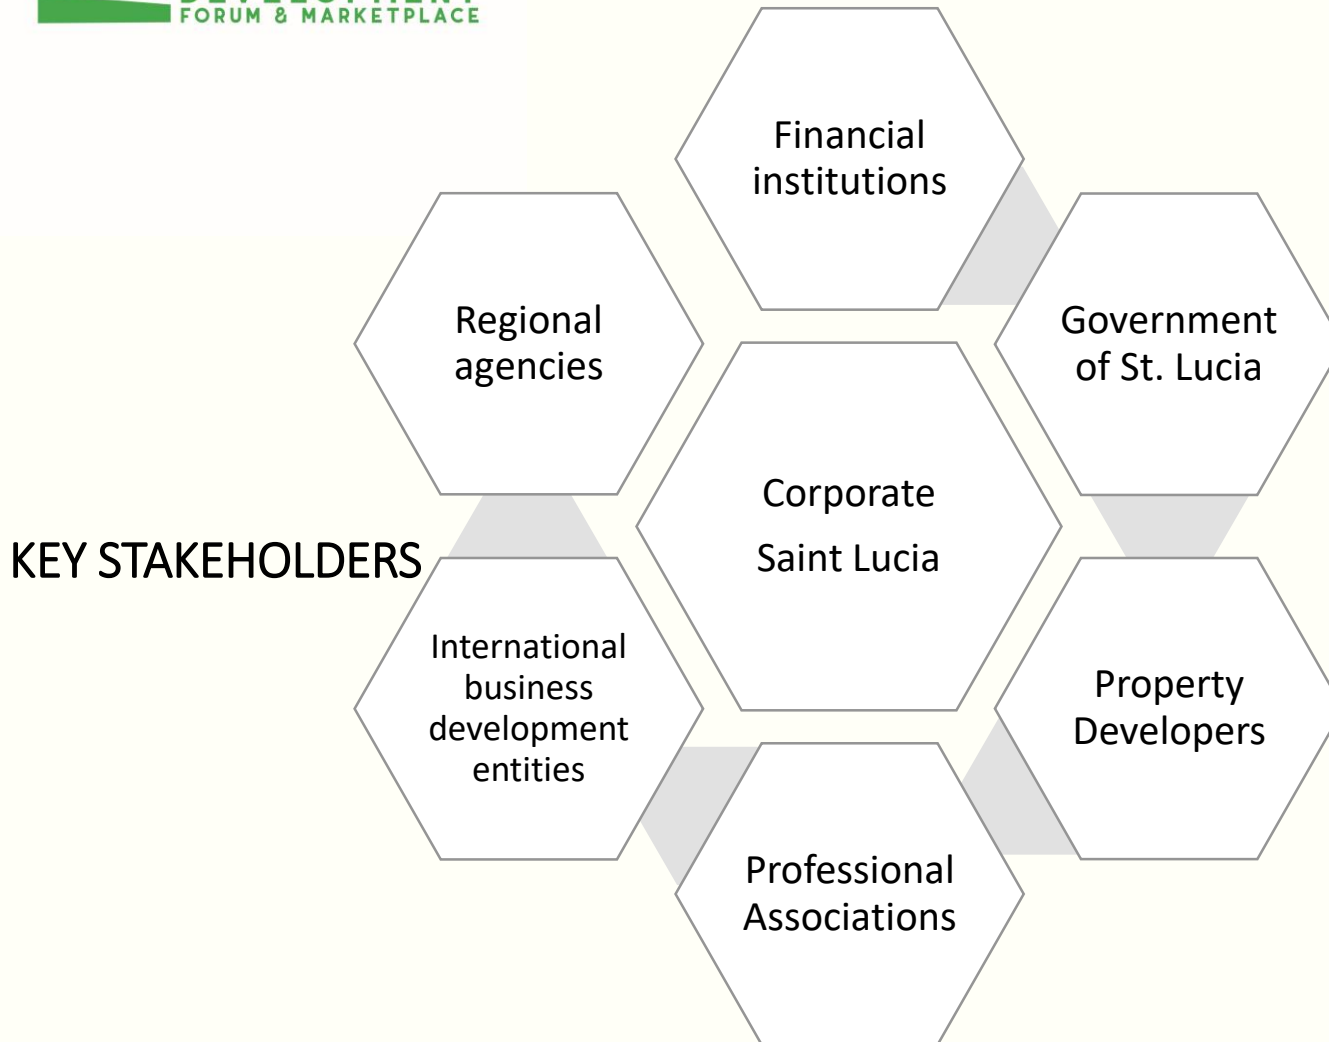 DEVELOPMENT
FORUM & MARKETPLACE
Financial
institutions
Regional
agencies
Government
of St. Lucia
Corporate
Saint Lucia
KEY STAKEHOLDERS
International
business
development
entities
Property
Developers
Professional
Associations